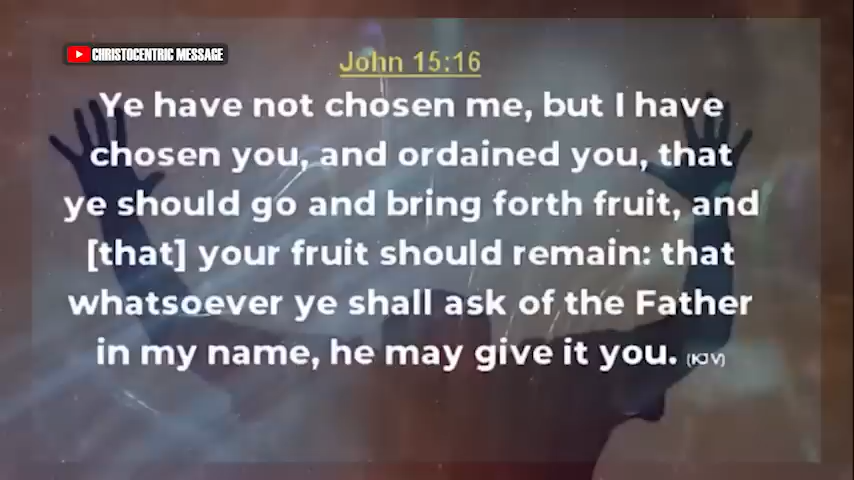 CHRISTOCENTRIC MESSAGE
John 15:16
Ye have not chosen me, but I have
chosen you, and ordained you, that
ye should go and bring forth fruit, and
[that] your fruit should remain: that
whatsoever ye shall ask of the Father
in my name, he may give it you. (KJV)